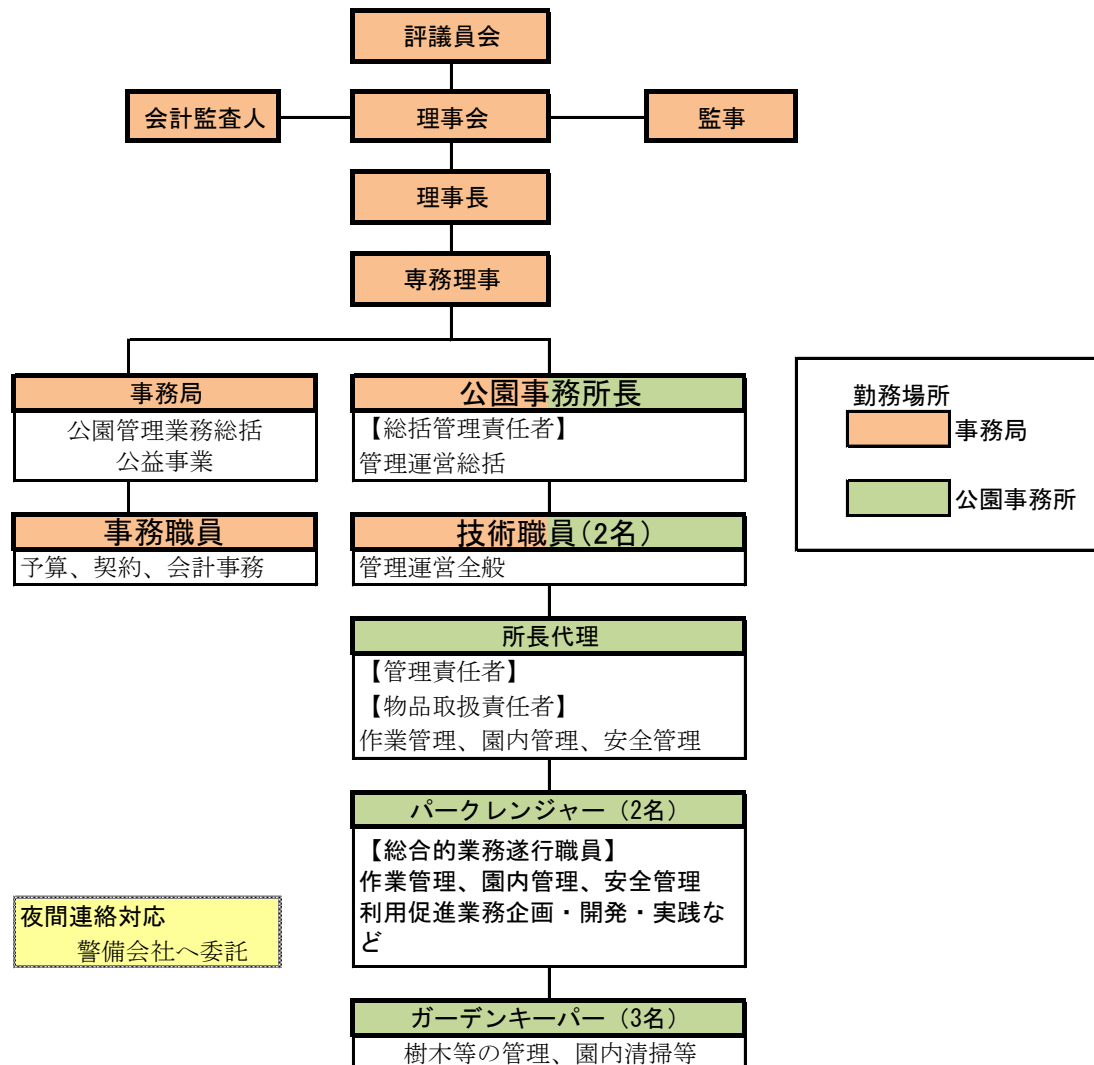 評議員会
会計監査人
理事会
監事
理事長
専務理事
事務局
公園管理業務総括
公益事業
事務職員
予算、契約、会計事務
公園事務所長
【総括管理責任者】
管理運営総括
技術職員(2名)
管理運営全般
所長代理
【管理責任者】
【物品取扱責任者】
作業管理、園内管理、安全管理
パークレンジャー（2名）
【総合的業務遂行職員】
作業管理、園内管理、安全管理
利用促進業務企画・開発・実践な
ど
ガーデンキーパー（3名）
樹木等の管理、園内清掃等
勤務場所
事務局
公園事務所
夜間連絡対応
警備会社へ委託